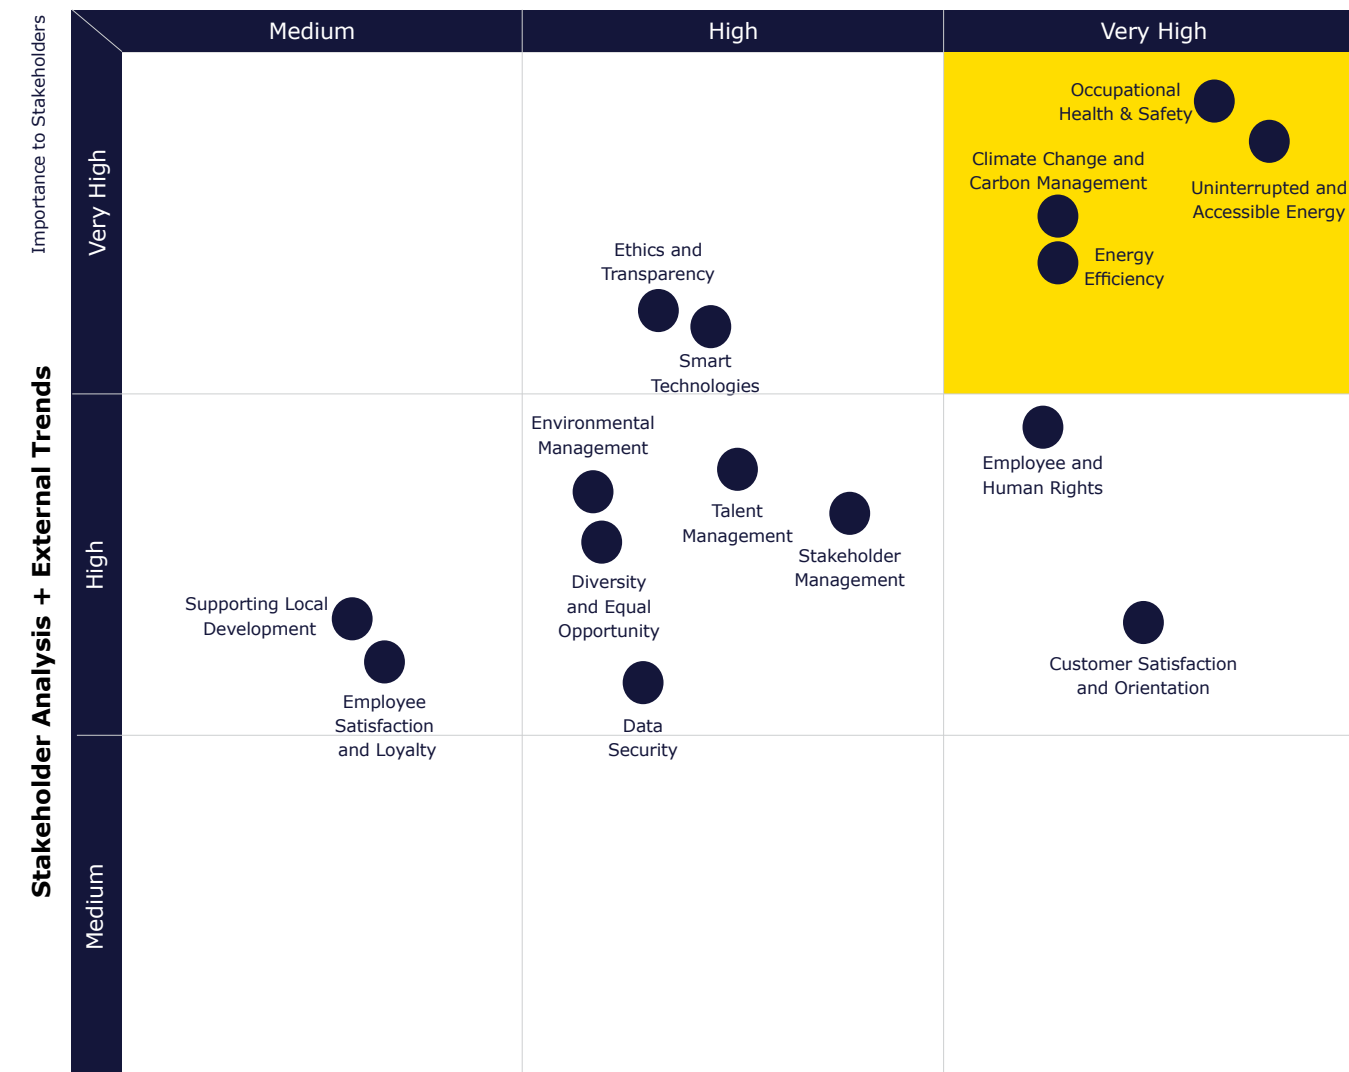 Importance to Stakeholders
Stakeholder Analysis + External Trends
Medium
High
Very High
Very High
High
Medium
Occupational
Health & Safety
Climate Change and
Carbon Management
Uninterrupted and
Accessible Energy
Energy
Efficiency
Ethics and
Transparency
Smart
Technologies
Environmental
Management
Talent
Management
Stakeholder
Management
Employee and
Human Rights
Diversity
and Equal
Opportunity
Supporting Local
Development
Employee
Satisfaction
and Loyalty
Data
Security
Customer Satisfaction
and Orientation